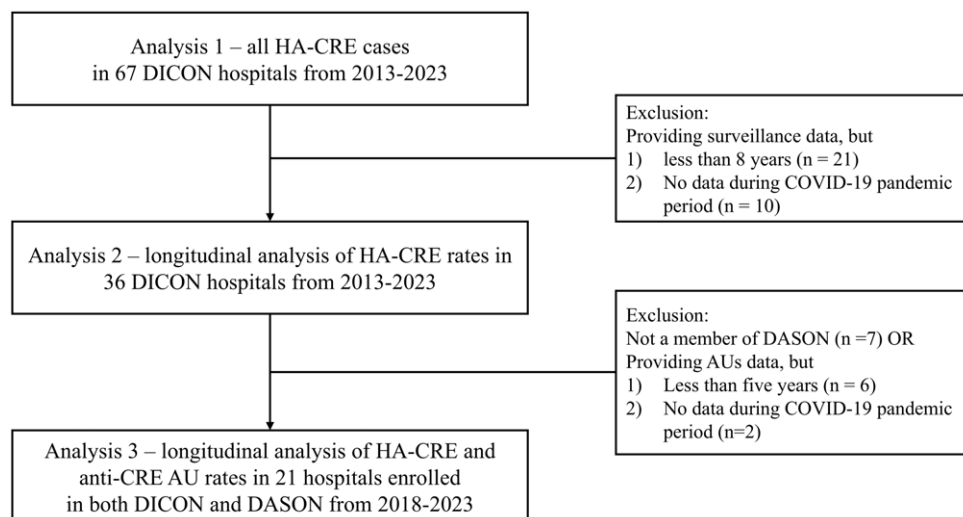 Analysis 1 – all HA-CRE cases
in 67 DICON hospitals from 2013-2023
Exclusion:
Providing surveillance data, but
1) less than 8 years (n = 21)
2) No data during COVID-19 pandemic
period (n = 10)
Analysis 2 – longitudinal analysis of HA-CRE rates in
36 DICON hospitals from 2013-2023
Exclusion:
Not a member of DASON (n =7) OR
Providing AUs data, but
1) Less than five years (n = 6)
2) No data during COVID-19 pandemic
period (n=2)
Analysis 3 – longitudinal analysis of HA-CRE and
anti-CRE AU rates in 21 hospitals enrolled
in both DICON and DASON from 2018-2023